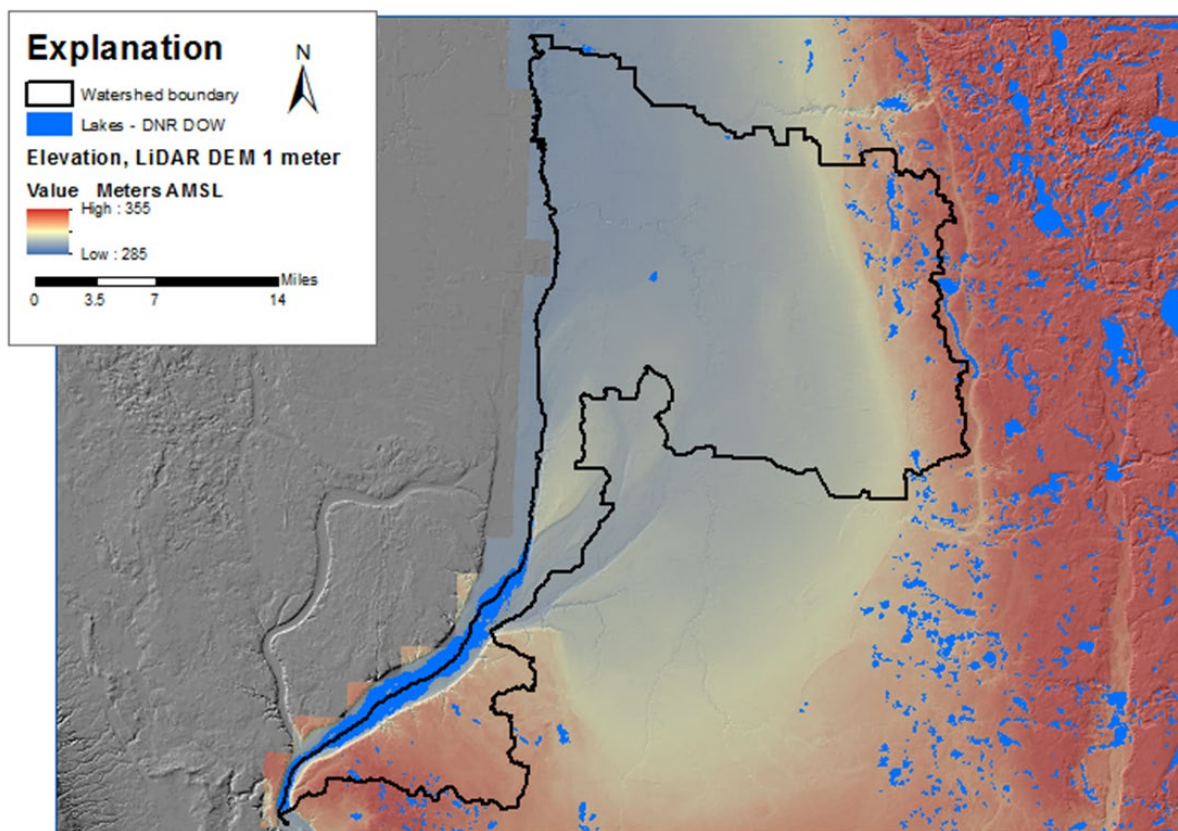 Explanation
N
Watershed boundary
Lakes - DNR DOW
Elevation, LiDAR DEM 1 meter
Value Meters AMSL
High : 355
Low : 285
Miles
0 3.5 7 14